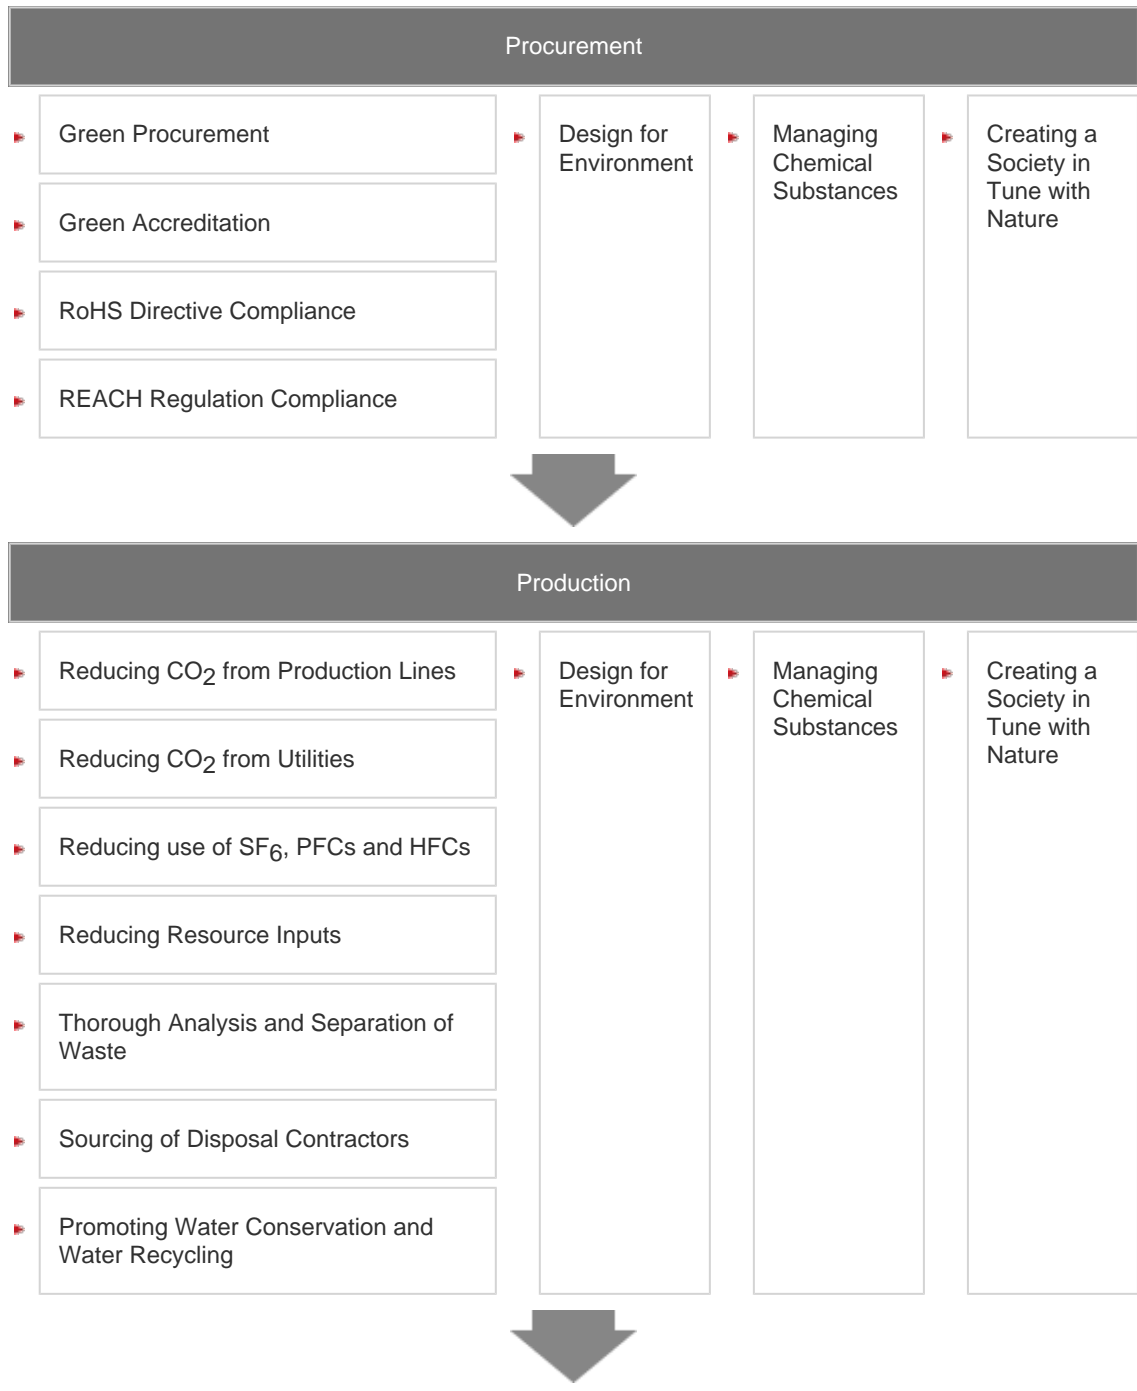 Procurement
Green Procurement
Green Accreditation
RoHS Directive Compliance
REACH Regulation Compliance
Design for
Environment
Managing
Chemical
Substances
Creating a
Society in
Tune with
Nature
Production
Reducing CO2 from Production Lines
Reducing CO2 from Utilities
Reducing use of SF6, PFCs and HFCs
Reducing Resource Inputs
Thorough Analysis and Separation of
Waste
Sourcing of Disposal Contractors
Promoting Water Conservation and
Water Recycling
Design for
Environment
Managing
Chemical
Substances
Creating a
Society in
Tune with
Nature